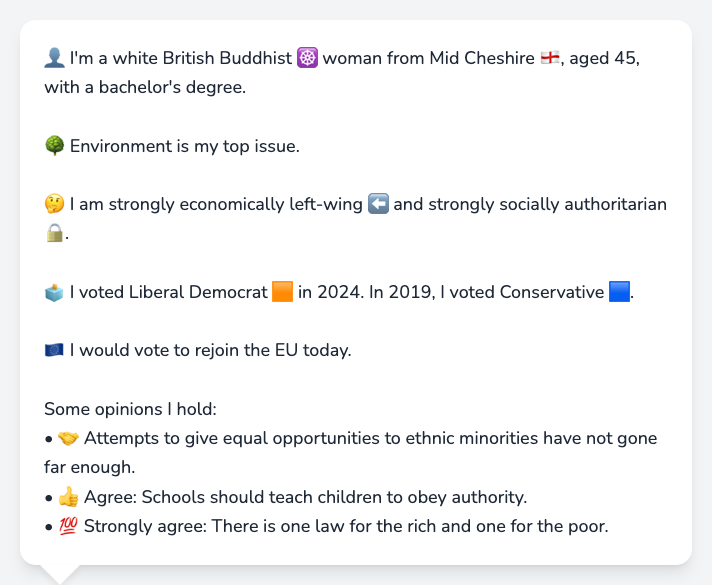 👤 I'm a white British Buddhist ☸️ woman from Mid Cheshire 🏴󠁧󠁢󠁥󠁮󠁧󠁿, aged 45,
with a bachelor's degree.
🌳 Environment is my top issue.
🤔 I am strongly economically left-wing ⬅️ and strongly socially authoritarian
🔒.
🗳️ I voted Liberal Democrat 🟧 in 2024. In 2019, I voted Conservative 🟦.
🇪🇺 I would vote to rejoin the EU today.
Some opinions I hold:
• 🤝 Attempts to give equal opportunities to ethnic minorities have not gone
far enough.
• 👍 Agree: Schools should teach children to obey authority.
• 💯 Strongly agree: There is one law for the rich and one for the poor.